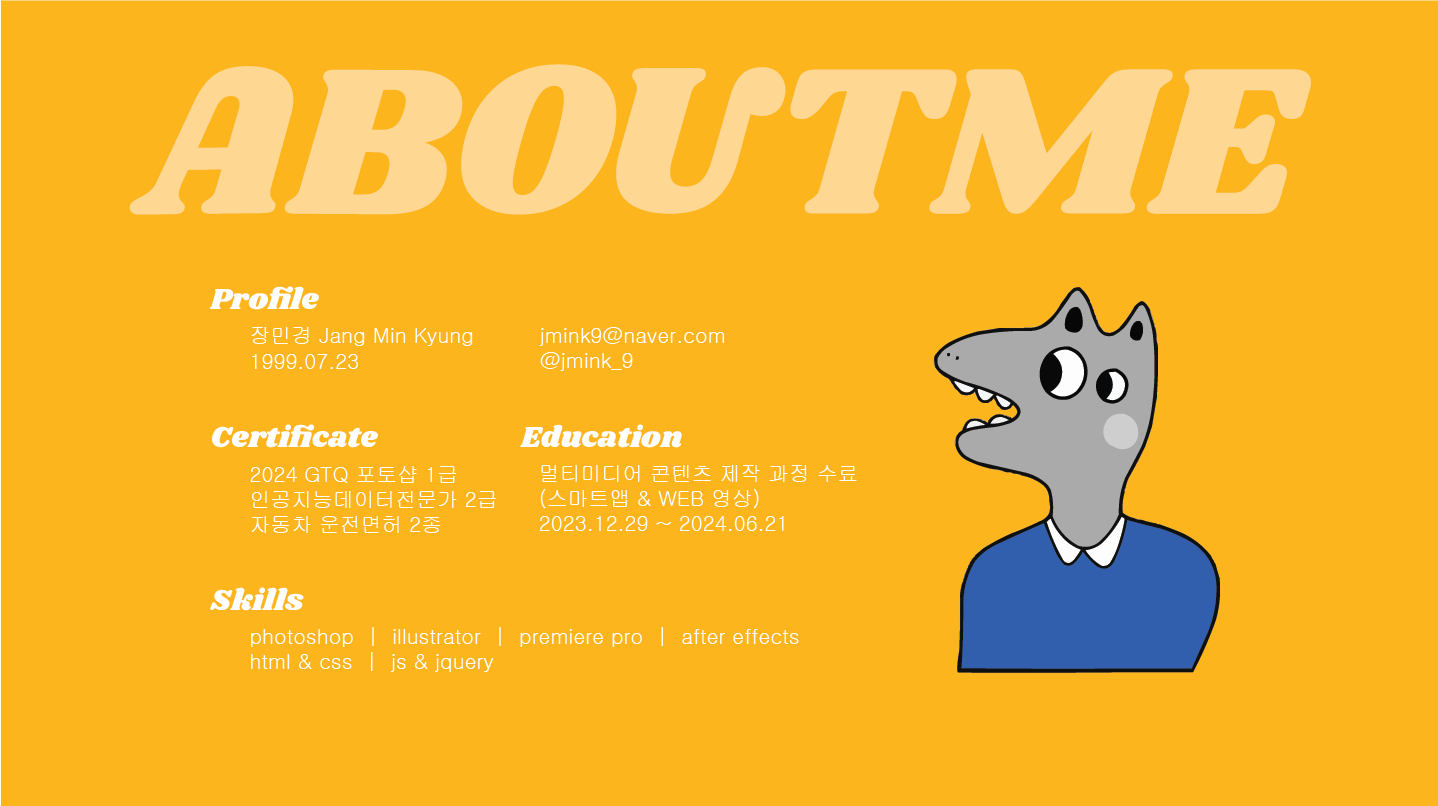 ABOUTME
Profile
장민경 Jang Min Kyung
1999.07.23
jmink9@naver.com
@jmink_9
Certificate
2024 GTQ 포토샵 1급
인공지능데이터전문가 2급
자동차 운전면허 2종
Education
멀티미디어 콘텐츠 제작 과정 수료
(스마트앱 & WEB 영상)
2023.12.29 ~ 2024.06.21
Skills
photoshop | illustrator | premiere pro | after effects
html & css | js & jquery